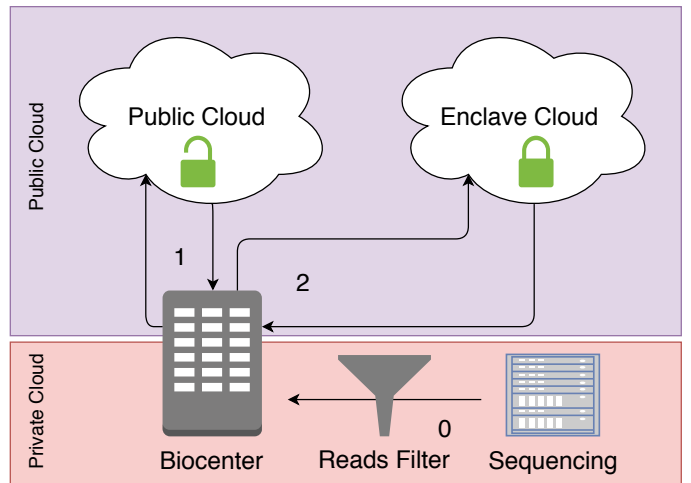 Public Cloud
Public Cloud
Enclave Cloud
1
2
Private Cloud
0
Biocenter
Reads Filter
Sequencing